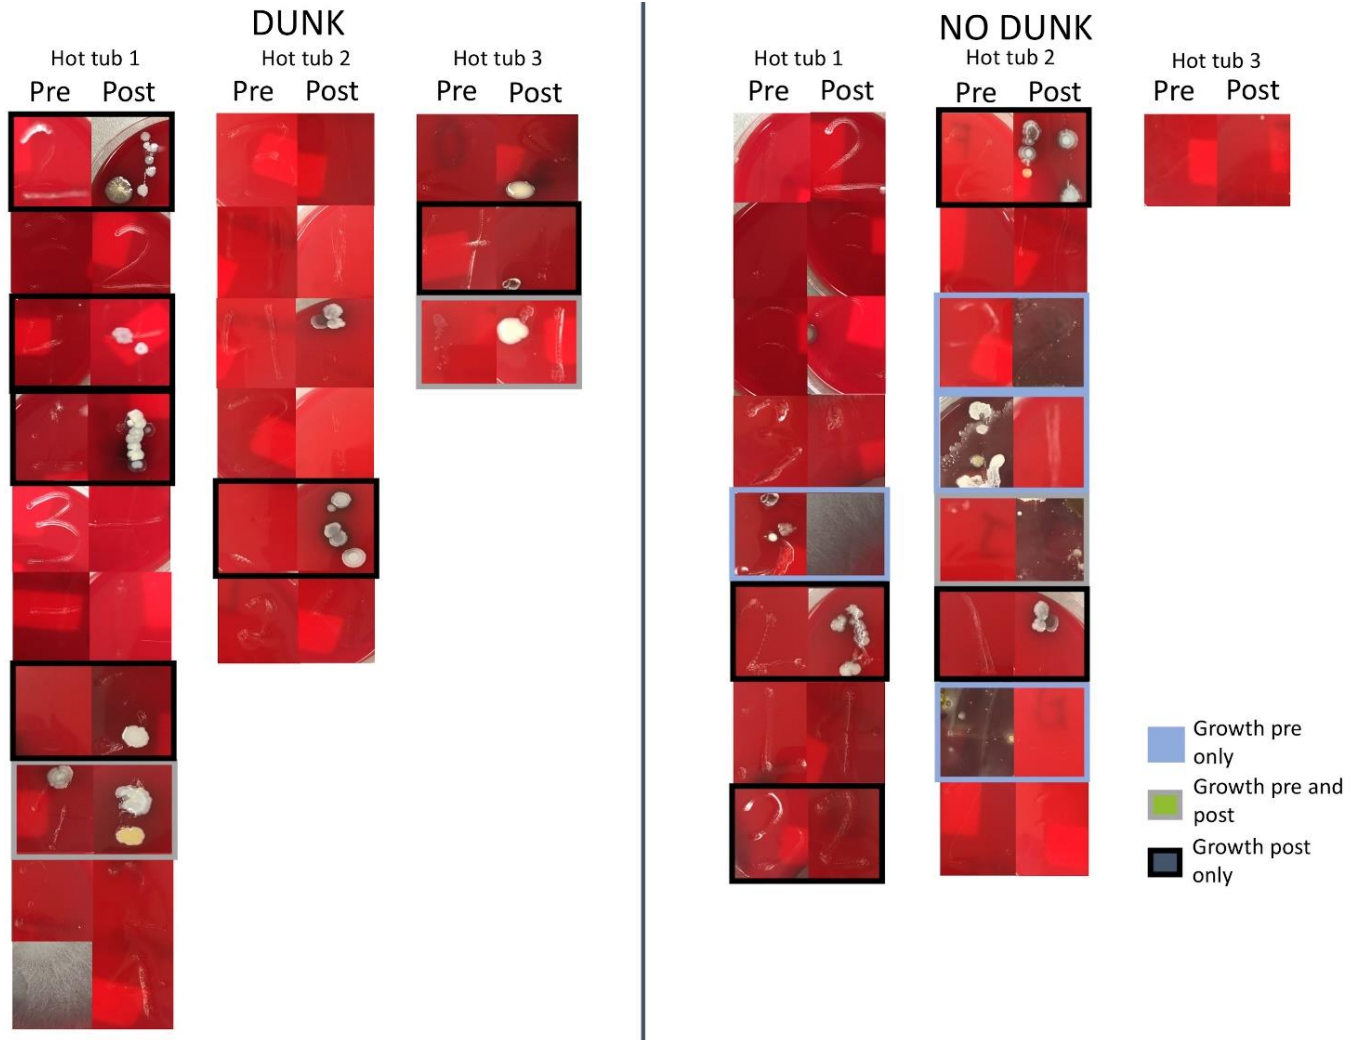 DUNK
Hot tub 1
Hot tub 2
Hot tub 3
Pre Post
Pre Post
Pre Post
NO DUNK
Hot tub 1
Hot tub 2
Hot tub 3
Pre Post
Pre Post
Pre Post
Growth pre
only
Growth pre and
post
Growth post
only